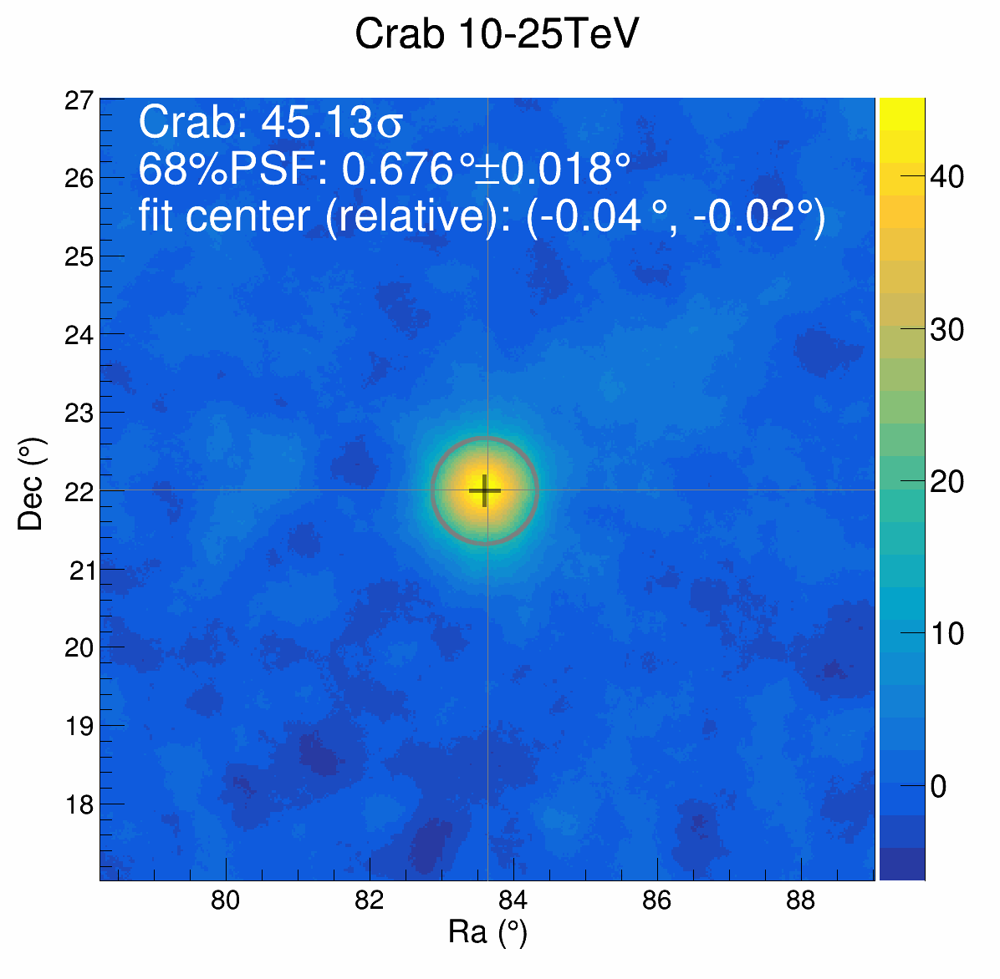 Crab 10-25TeV
Crab: 45.13σ
68%PSF: 0.676°±0.018°
fit center (relative): (-0.04°, -0.02°)
27
26
25
24
23
22
21
20
19
18
Dec (°)
80 82 84 86 88
Ra (°)
40
30
20
10
0